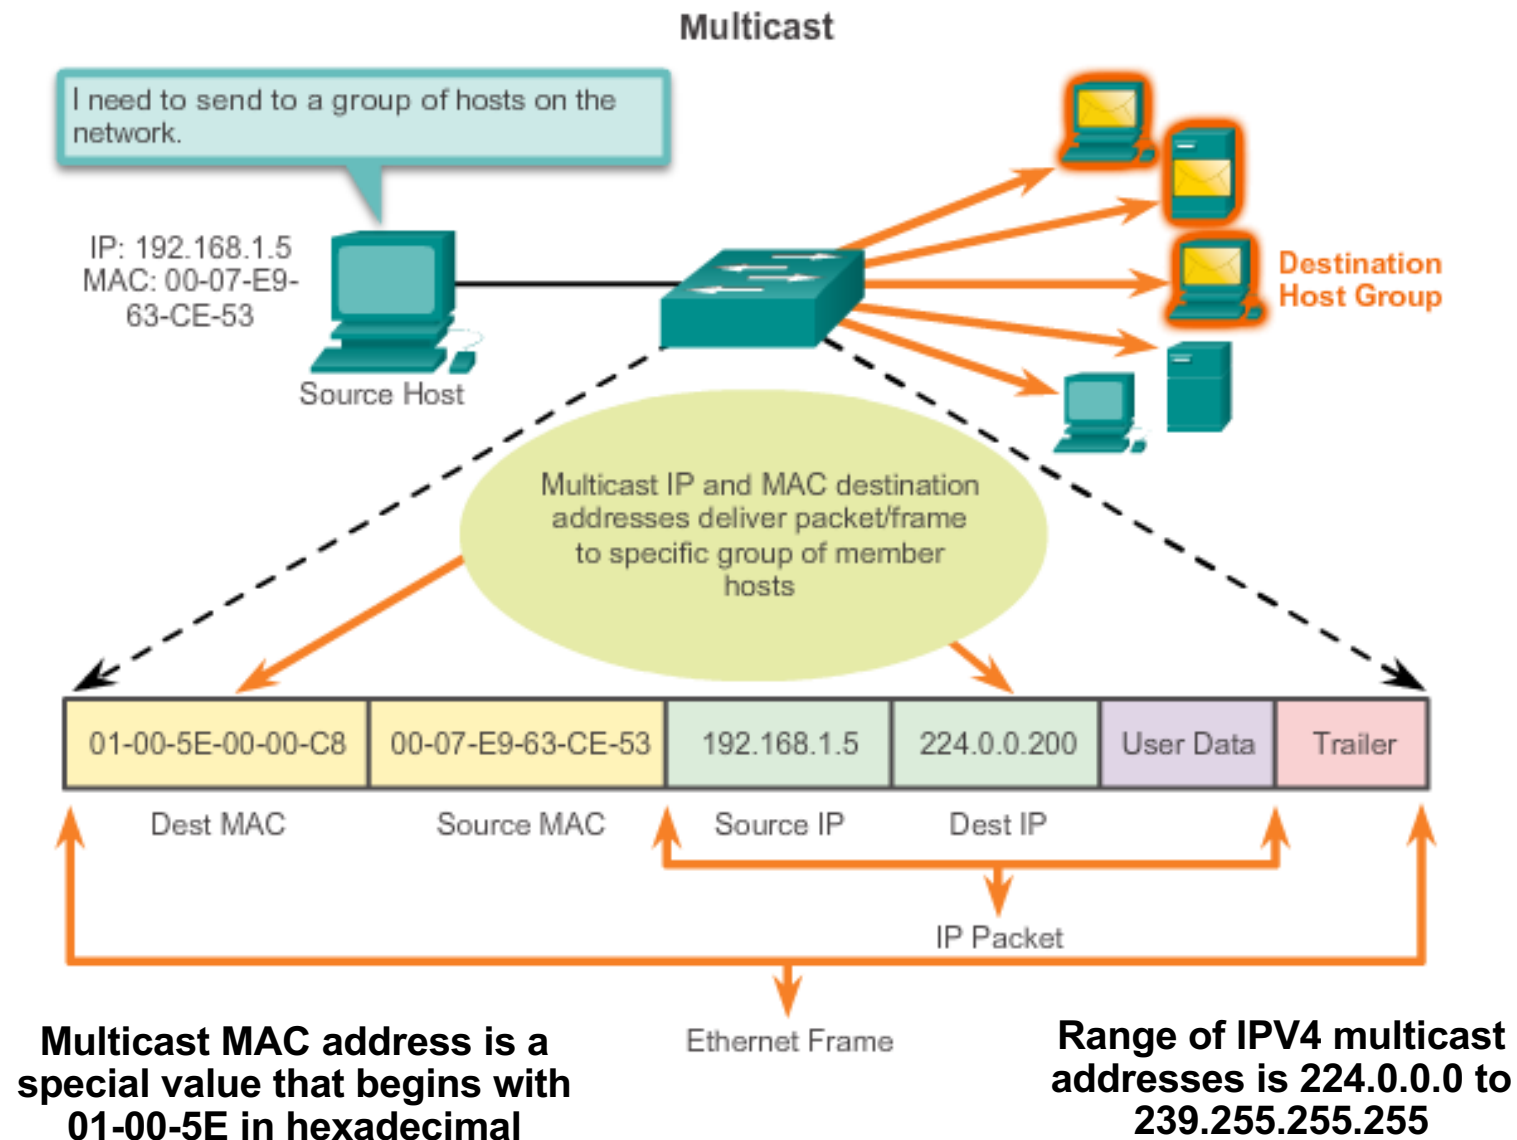 Multicast
I need to send to a group of hosts on the
network.
IP: 192.168.1.5
MAC: 00-07-E9-
63-CE-53
Source Host
Destination
Host Group
Multicast IP and MAC destination
addresses deliver packet/frame
to specific group of member
hosts
01-00-5E-00-00-C8 00-07-E9-63-CE-53 192.168.1.5 224.0.0.200 User Data Trailer
Dest MAC Source MAC Source IP Dest IP
IP Packet
Ethernet Frame
Multicast MAC address is a
special value that begins with
01-00-5E in hexadecimal
Range of IPV4 multicast
addresses is 224.0.0.0 to
239.255.255.255